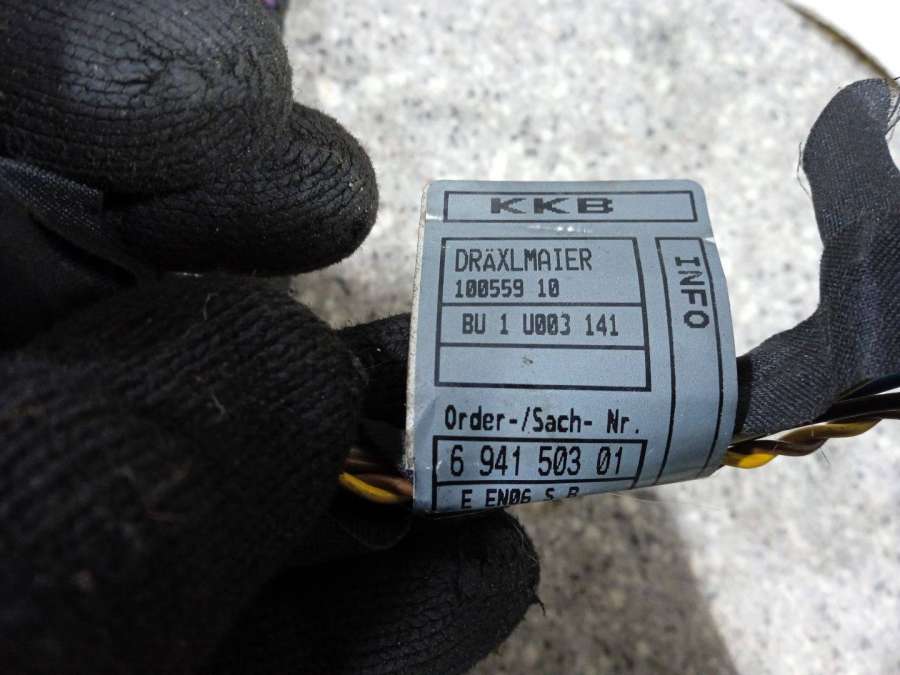 KKB
DRÄXLMAIER
100559 10
BU 1 U003 141
INFO
Order-/Sach- Nr.
6 941 503 01
E EN06 S B